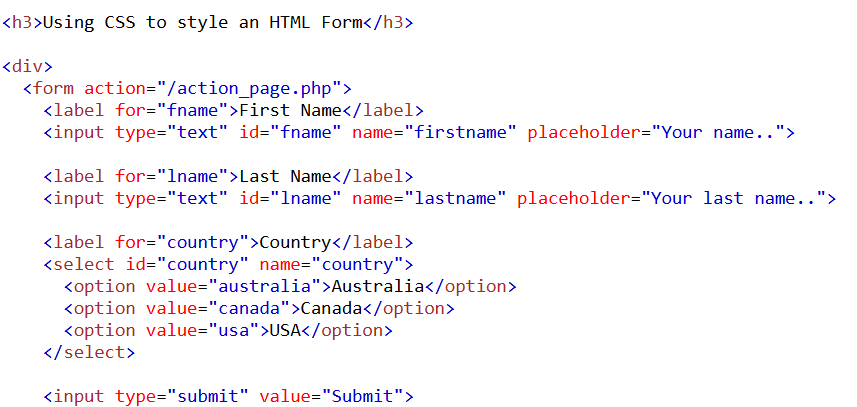 <h3>Using CSS to style an HTML Form</h3>
<div>
<form action="/action_page.php">
<label for="fname">First Name</label>
<input type="text" id="fname" name="firstname" placeholder="Your name..">
<label for="lname">Last Name</label>
<input type="text" id="lname" name="lastname" placeholder="Your last name..">
<label for="country">Country</label>
<select id="country" name="country">
<option value="australia">Australia</option>
<option value="canada">Canada</option>
<option value="usa">USA</option>
</select>
<input type="submit" value="Submit">